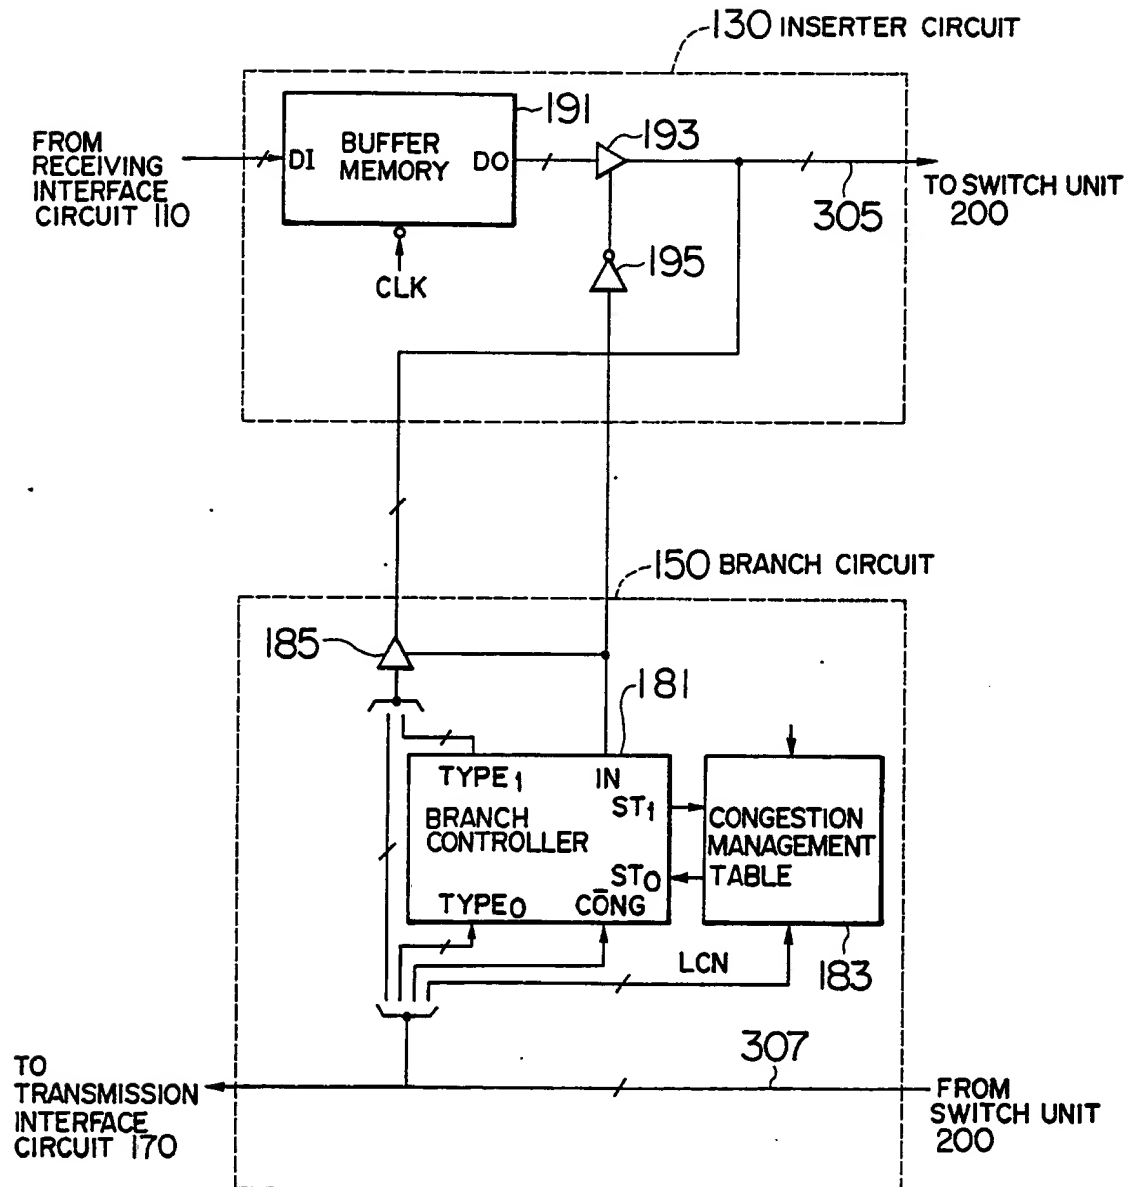 130 INSERTER CIRCUIT
191
193
FROM
RECEIVING
INTERFACE
CIRCUIT 110
DI
BUFFER
MEMORY
DO
305
TO SWITCH UNIT
200
CLK
195
150 BRANCH CIRCUIT
185
181
TYPE1
IN
ST1
BRANCH
CONTROLLER
ST0
TYPE0
CONG
CONGESTION
MANAGEMENT
TABLE
LCN
183
307
TO
TRANSMISSION
INTERFACE
CIRCUIT 170
FROM
SWITCH UNIT
200